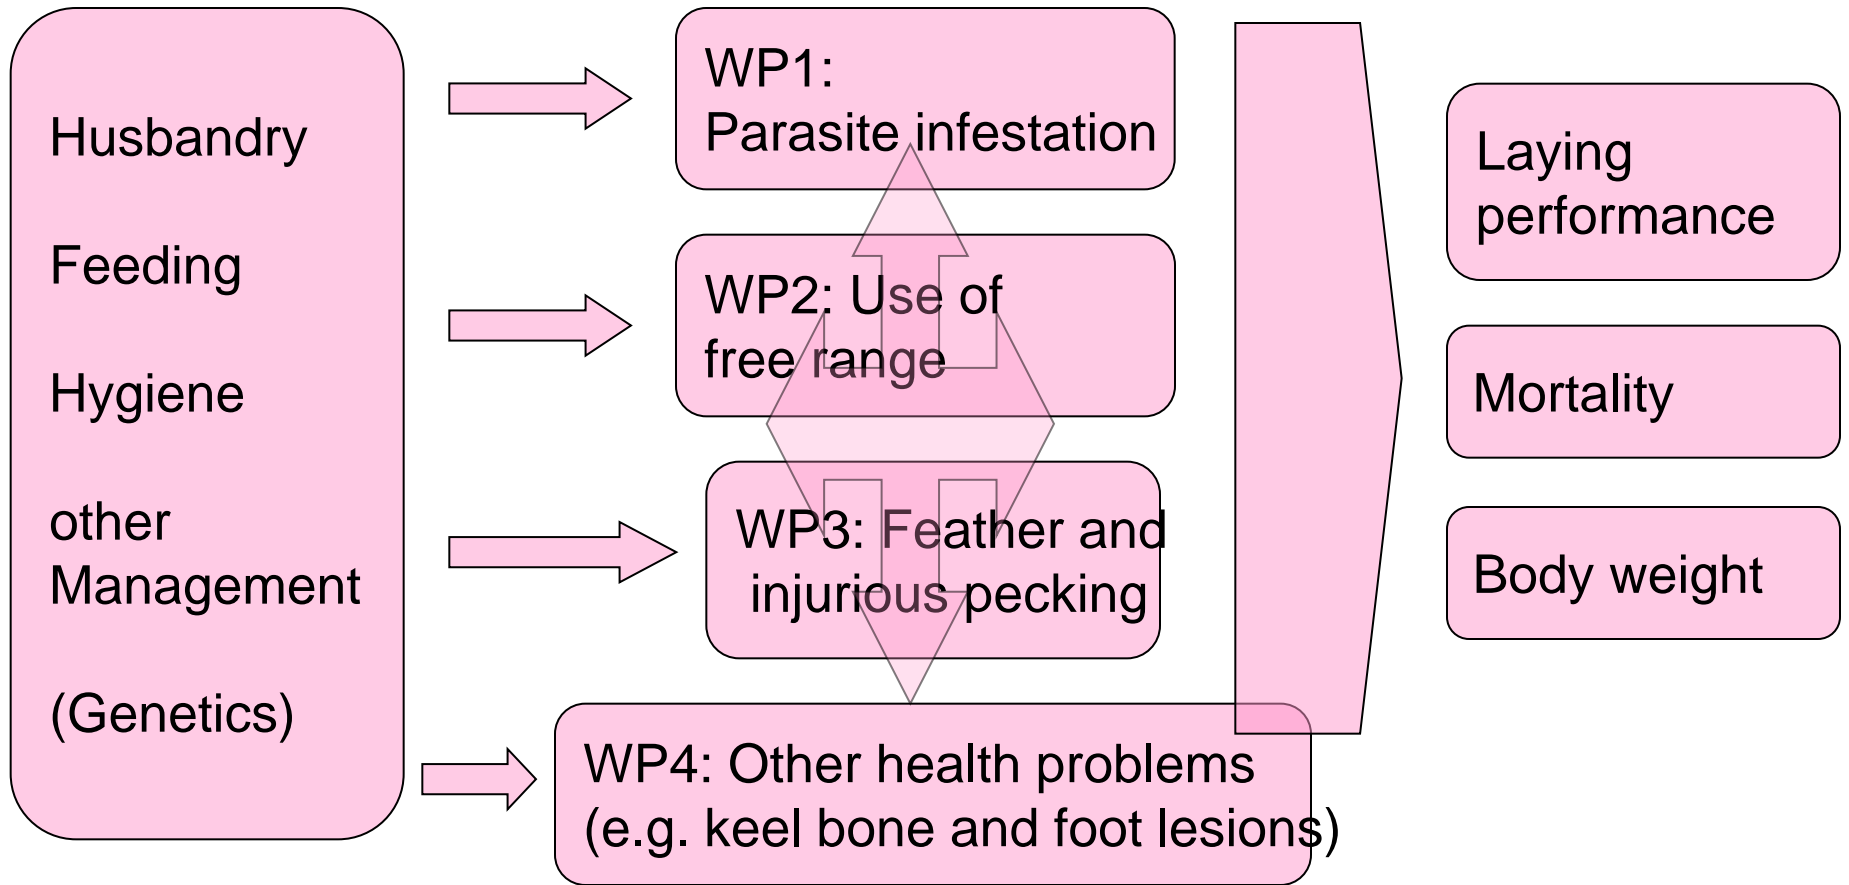 Husbandry
Feeding
Hygiene
other
Management
(Genetics)
WP1:
Parasite infestation
WP2: Use of
free range
WP3: Feather and
injurious pecking
WP4: Other health problems
(e.g. keel bone and foot lesions)
Laying
performance
Mortality
Body weight